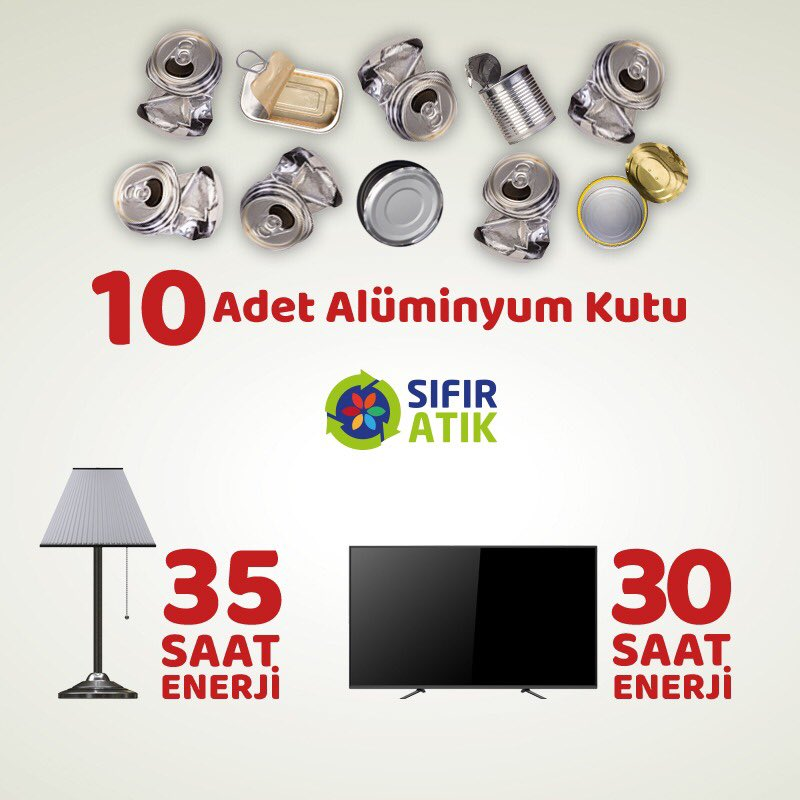 10 Adet Alüminyum Kutu
SIFIR
ATIK
35
SAAT
ENERJİ
30
SAAT
ENERJİ